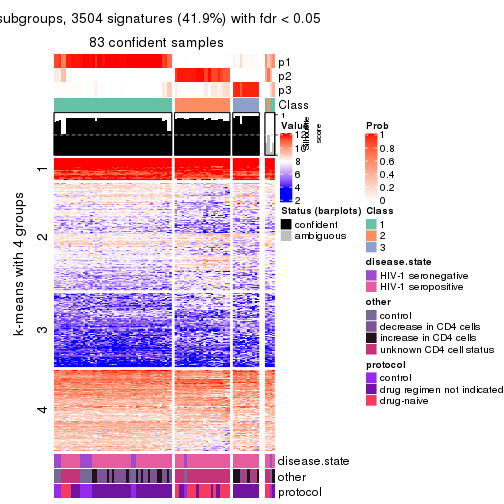 subgroups, 3504 signatures (41.9%) with fdr < 0.05
83 confident samples
p1
p2
p3
Class
1
Silhouette
score
k-means with 4 groups
1
2
3
4
disease.state
other
protocol
Value
12
10
8
6
4
2
Prob
1
0.8
0.6
0.4
0.2
0
Status (barplots)
confident
ambiguous
Class
1
2
3
disease.state
HIV-1 seronegative
HIV-1 seropositive
other
control
decrease in CD4 cells
increase in CD4 cells
unknown CD4 cell status
protocol
control
drug regimen not indicated
drug-naive